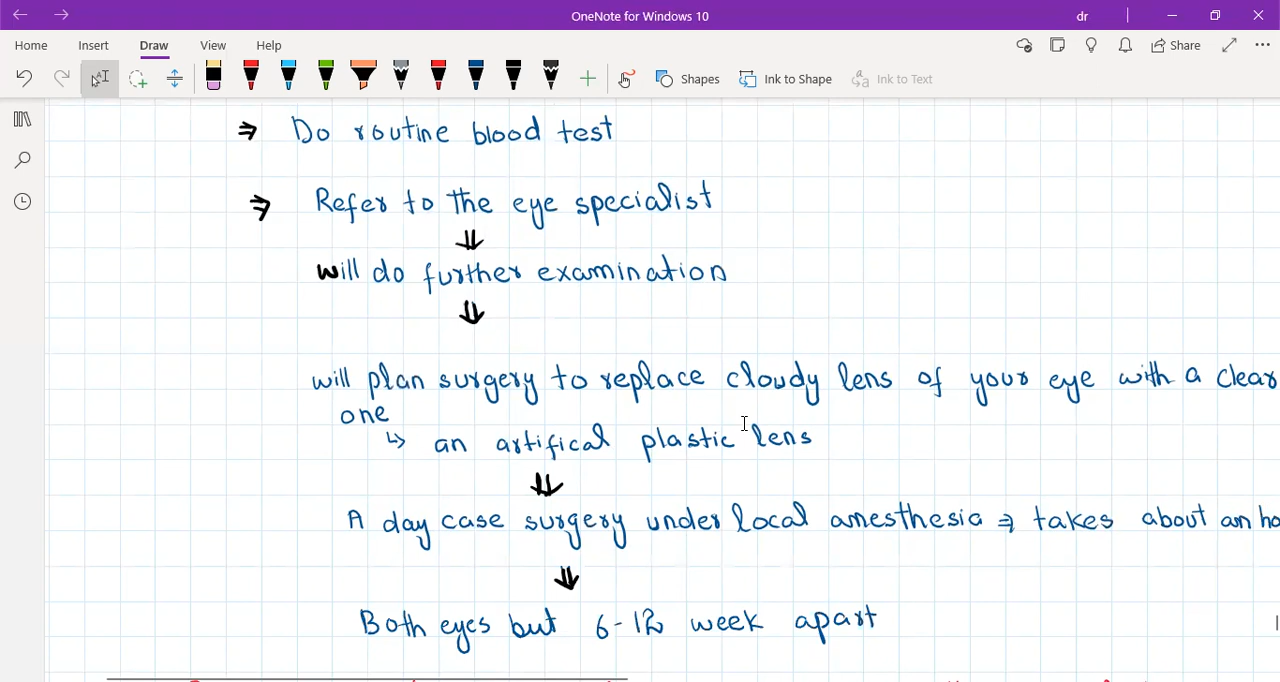 OneNote for Windows 10
dr
Home Insert Draw View Help
Share
Shapes Ink to Shape Ink to Text
⇒ Do routine blood test
⇒ Refer to the eye specialist
⇓
will do further examination
⇓
will plan surgery to replace cloudy lens of your eye with a clear
one
↳ an artifical plastic lens
⇓
A day case surgery under local anesthesia ⇒ takes about an ho
⇓
Both eyes but 6-12 week apart